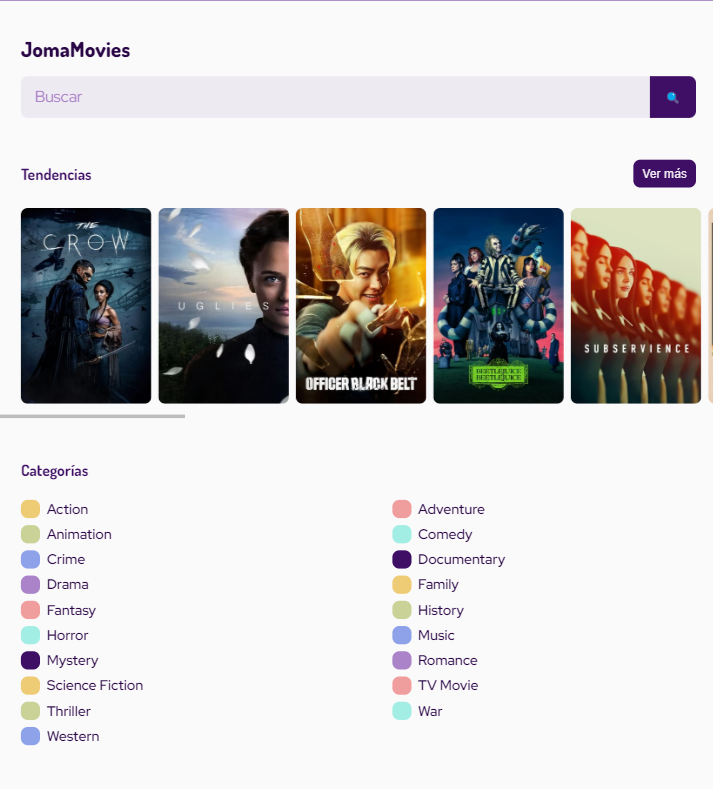 JomaMovies
Buscar
Tendencias
Ver más
THE
CROW
UGLIES
OFFICER BLACK BELT
BEETLEJUICE
BEETLEJUICE
SUBSERVIENCE
Categorías
Action
Adventure
Animation
Comedy
Crime
Documentary
Drama
Family
Fantasy
History
Horror
Music
Mystery
Romance
Science Fiction
TV Movie
Thriller
War
Western